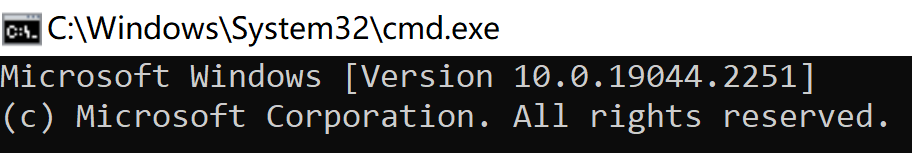 C:\Windows\System32\cmd.exe
Microsoft Windows [Version 10.0.19044.2251]
(c) Microsoft Corporation. All rights reserved.